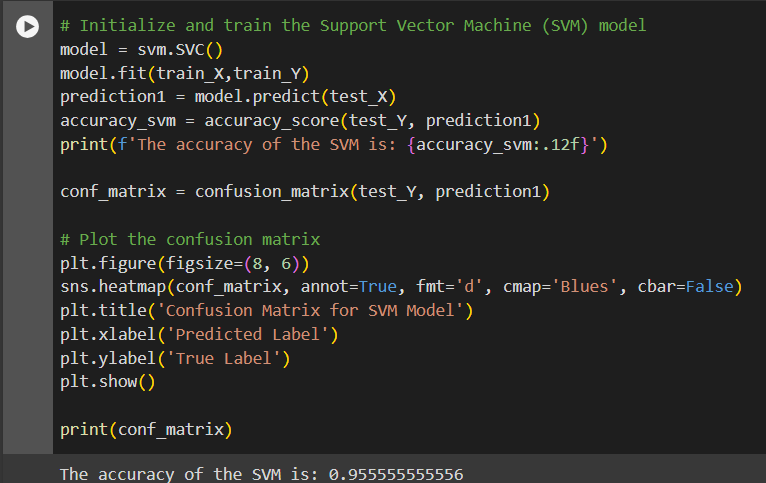 # Initialize and train the Support Vector Machine (SVM) model
model = svm.SVC()
model.fit(train_X,train_Y)
prediction1 = model.predict(test_X)
accuracy_svm = accuracy_score(test_Y, prediction1)
print(f'The accuracy of the SVM is: {accuracy_svm:.12f}')
conf_matrix = confusion_matrix(test_Y, prediction1)
# Plot the confusion matrix
plt.figure(figsize=(8, 6))
sns.heatmap(conf_matrix, annot=True, fmt='d', cmap='Blues', cbar=False)
plt.title('Confusion Matrix for SVM Model')
plt.xlabel('Predicted Label')
plt.ylabel('True Label')
plt.show()
print(conf_matrix)
The accuracy of the SVM is: 0.955555555556